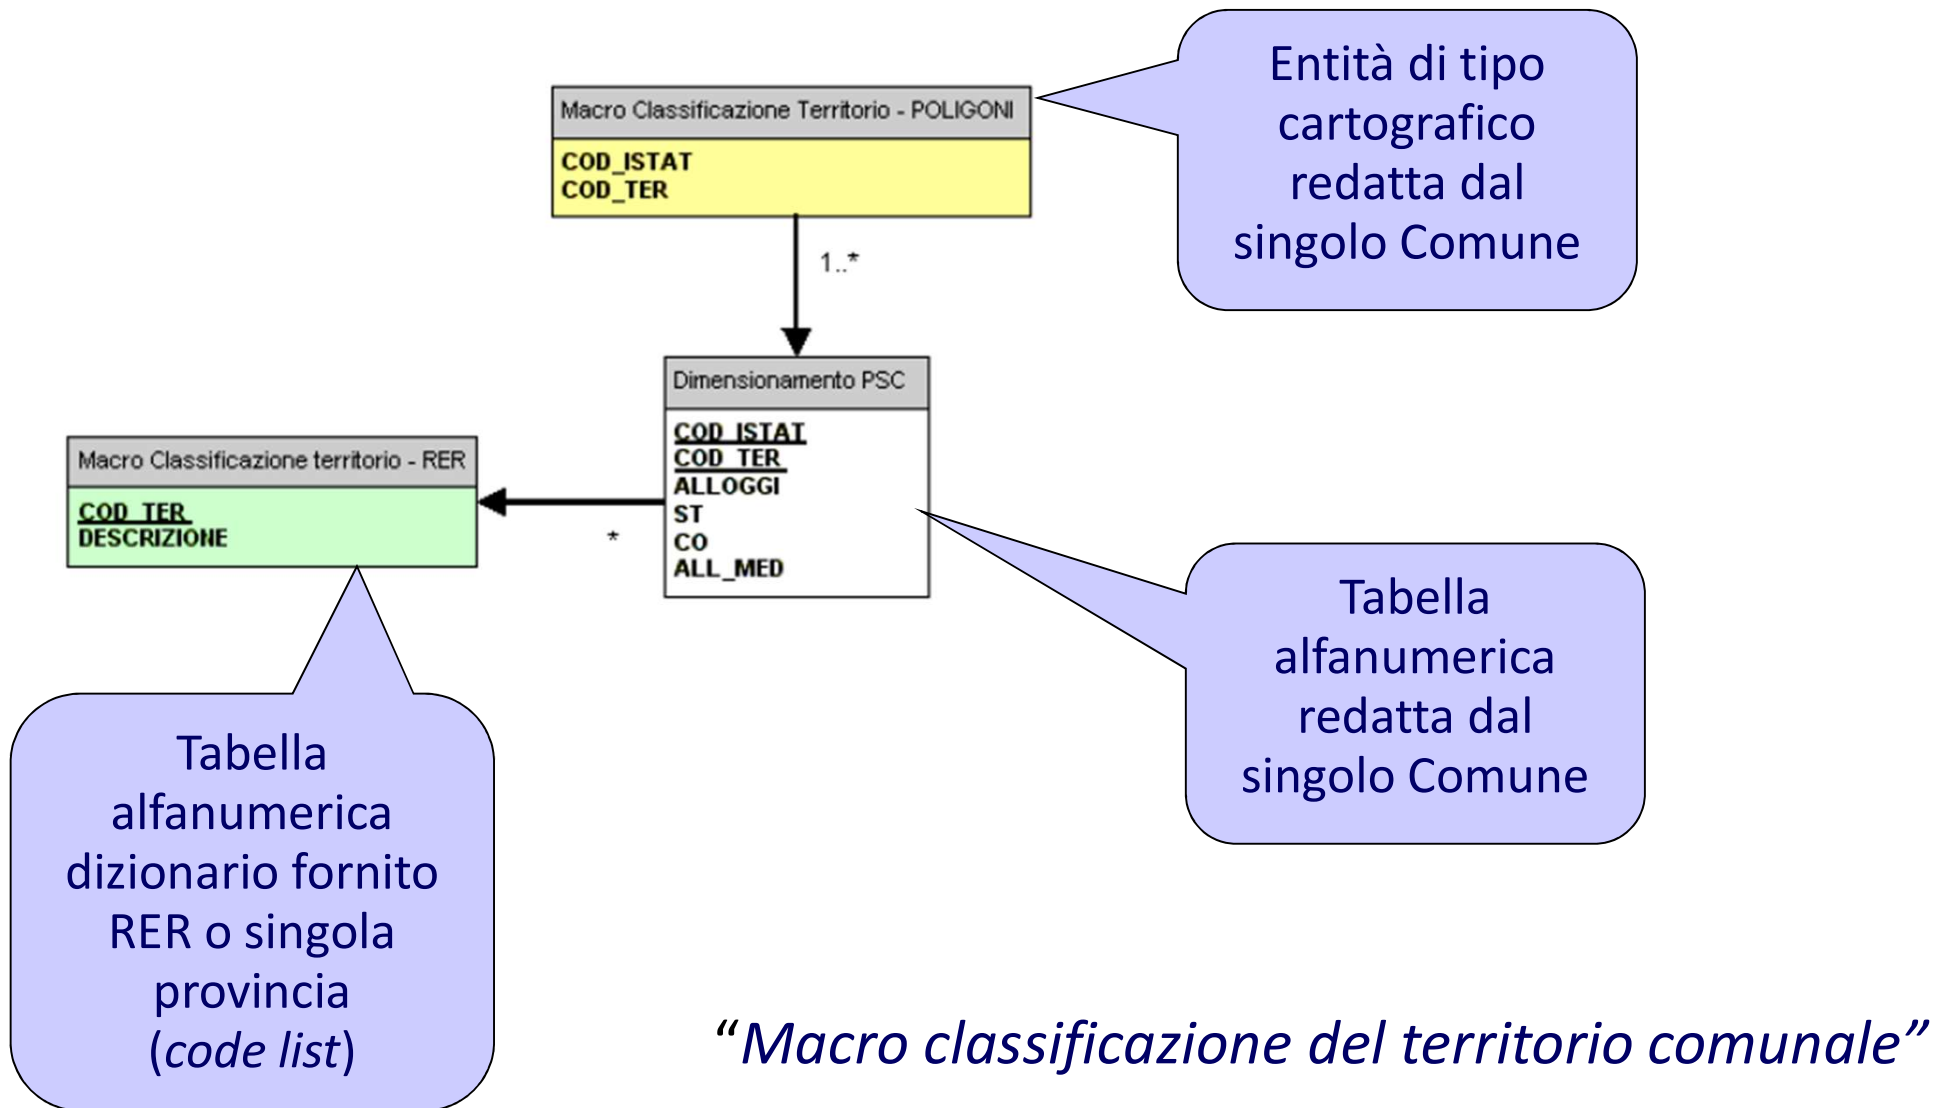 Entità di tipo
cartografico
redatta dal
singolo Comune
Macro Classificazione Territorio - POLIGONI
COD_ISTAT
COD_TER
1..*
Dimensionamento PSC
COD_ISTAT
COD_TER
ALLOGGI
ST
CO
ALL_MED
Macro Classificazione territorio - RER
COD_TER
DESCRIZIONE
*
Tabella
alfanumerica
redatta dal
singolo Comune
Tabella
alfanumerica
dizionario fornito
RER o singola
provincia
(code list)
“Macro classificazione del territorio comunale”